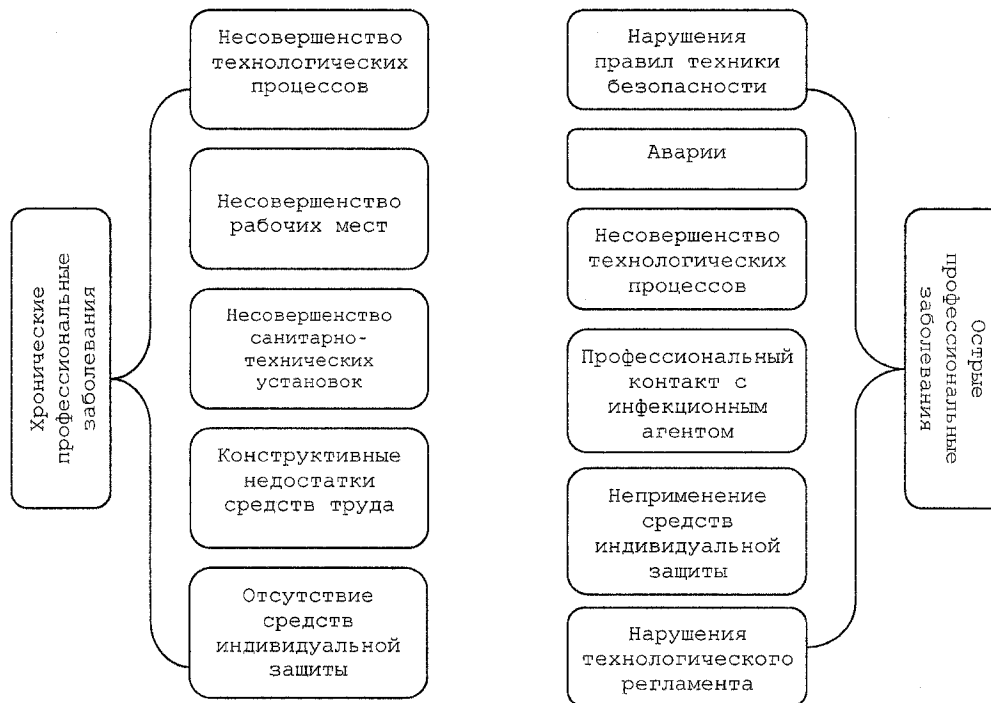 Хронические
профессиональные
заболевания
Несовершенство
технологических
процессов
Несовершенство
рабочих мест
Несовершенство
санитарно-
технических
установок
Конструктивные
недостатки
средств труда
Отсутствие
средств
индивидуальной
защиты
Нарушения
правил техники
безопасности
Аварии
Несовершенство
технологических
процессов
Профессиональный
контакт с
инфекционным
агентом
Неприменение
средств
индивидуальной
защиты
Нарушения
технологического
регламента
Острые
профессиональные
заболевания